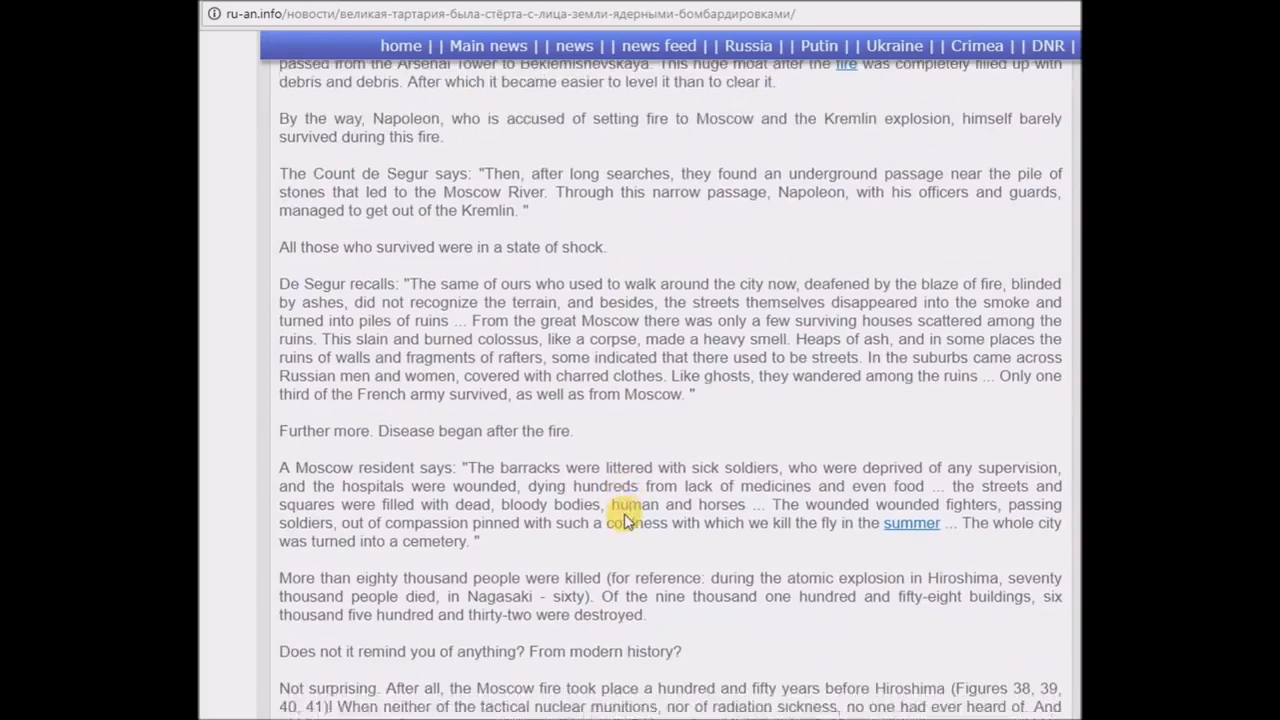 ru-an.info/новости/великая-тартария-была-стёрта-с-лица-земли-ядерными-бомбардировками/
home | | Main news | | news | | news feed | | Russia | | Putin | | Ukraine | | Crimea | | DNR |
passed from the Arsenal Tower to Beklemishevskaya. This huge moat after the fire was completely filled up with
debris and debris. After which it became easier to level it than to clear it.
By the way, Napoleon, who is accused of setting fire to Moscow and the Kremlin explosion, himself barely
survived during this fire.
The Count de Segur says: "Then, after long searches, they found an underground passage near the pile of
stones that led to the Moscow River. Through this narrow passage, Napoleon, with his officers and guards,
managed to get out of the Kremlin. "
All those who survived were in a state of shock.
De Segur recalls: "The same of ours who used to walk around the city now, deafened by the blaze of fire, blinded
by ashes, did not recognize the terrain, and besides, the streets themselves disappeared into the smoke and
turned into piles of ruins ... From the great Moscow there was only a few surviving houses scattered among the
ruins. This slain and burned colossus, like a corpse, made a heavy smell. Heaps of ash, and in some places the
ruins of walls and fragments of rafters, some indicated that there used to be streets. In the suburbs came across
Russian men and women, covered with charred clothes. Like ghosts, they wandered among the ruins ... Only one
third of the French army survived, as well as from Moscow. "
Further more. Disease began after the fire.
A Moscow resident says: "The barracks were littered with sick soldiers, who were deprived of any supervision,
and the hospitals were wounded, dying hundreds from lack of medicines and even food ... the streets and
squares were filled with dead, bloody bodies, human and horses ... The wounded wounded fighters, passing
soldiers, out of compassion pinned with such a with which we kill the fly in the summer ... The whole city
was turned into a cemetery. "
More than eighty thousand people were killed (for reference: during the atomic explosion in Hiroshima, seventy
thousand people died, in Nagasaki - sixty). Of the nine thousand one hundred and fifty-eight buildings, six
thousand five hundred and thirty-two were destroyed.
Does not it remind you of anything? From modern history?
Not surprising. After all, the Moscow fire took place a hundred and fifty years before Hiroshima (Figures 38, 39,
40, 41)! When neither of the tactical nuclear munitions, nor of radiation sickness, no one had ever heard of. And